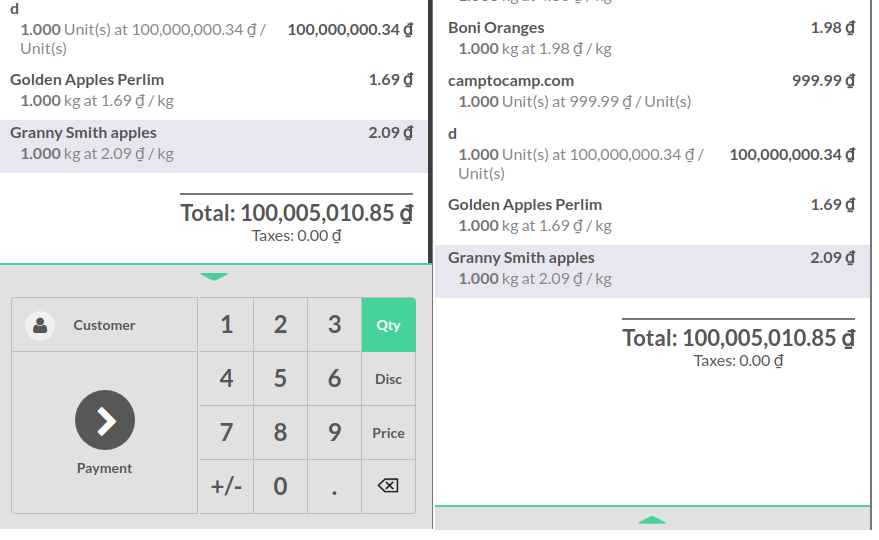 d
1.000 Unit(s) at 100,000,000.34 ₫ / 100,000,000.34 ₫
Unit(s)
Golden Apples Perlim 1.69 ₫
1.000 kg at 1.69 ₫ / kg
Granny Smith apples 2.09 ₫
1.000 kg at 2.09 ₫ / kg
Total: 100,005,010.85 ₫
Taxes: 0.00 ₫
Customer
1 2 3 Qty
4 5 6 Disc
7 8 9 Price
Payment
+/- 0 .
Boni Oranges 1.98 ₫
1.000 kg at 1.98 ₫ / kg
camptocamp.com 999.99 ₫
1.000 Unit(s) at 999.99 ₫ / Unit(s)
d
1.000 Unit(s) at 100,000,000.34 ₫ / 100,000,000.34 ₫
Unit(s)
Golden Apples Perlim 1.69 ₫
1.000 kg at 1.69 ₫ / kg
Granny Smith apples 2.09 ₫
1.000 kg at 2.09 ₫ / kg
Total: 100,005,010.85 ₫
Taxes: 0.00 ₫